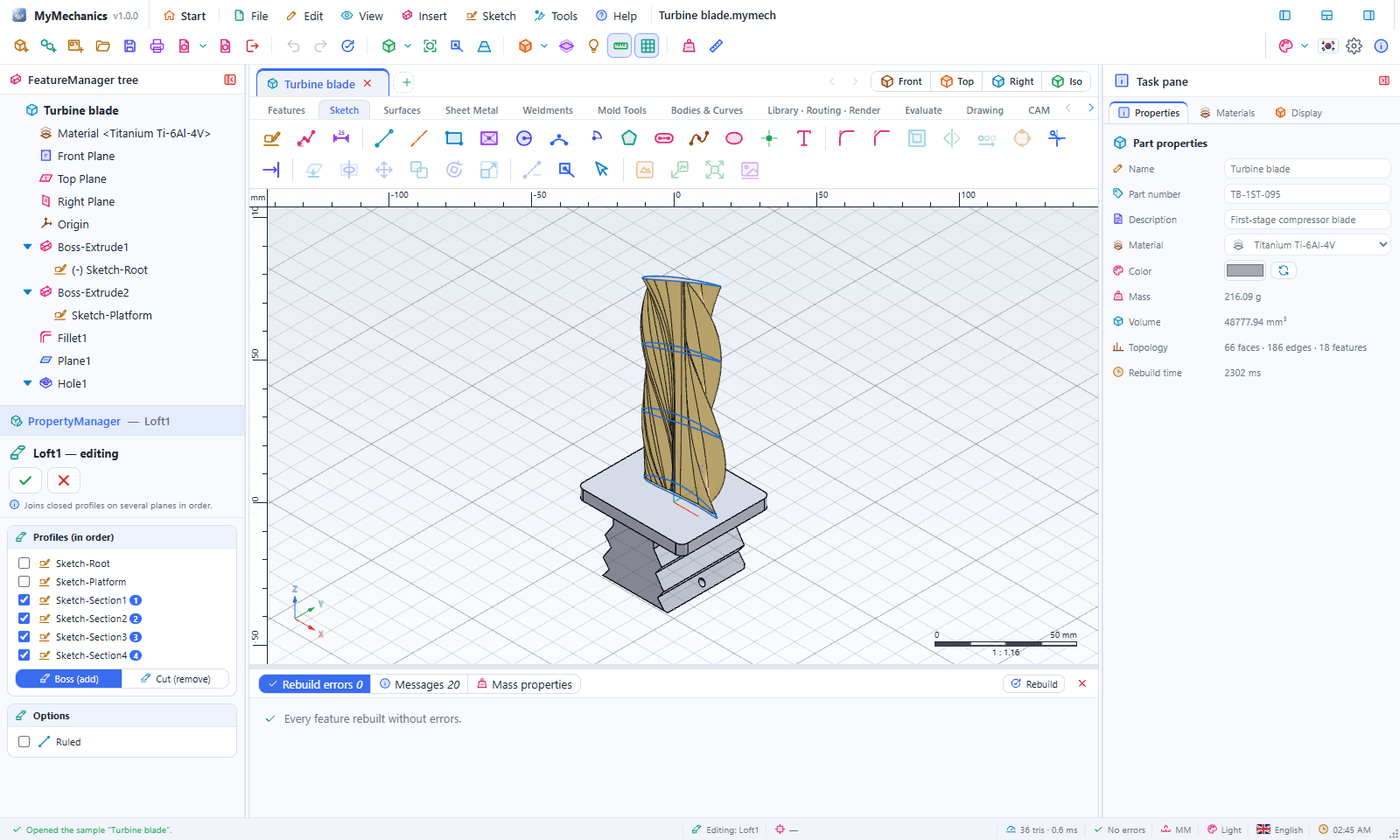 MyMechanics v1.0.0 Start File Edit View Insert Sketch Tools Help Turbine blade.mymech
FeatureManager tree
Turbine blade
Material <Titanium Ti-6Al-4V>
Front Plane
Top Plane
Right Plane
Origin
Boss-Extrude1
(-) Sketch-Root
Boss-Extrude2
Sketch-Platform
Fillet1
Plane1
Hole1
PropertyManager — Loft1
Loft1 — editing
Joins closed profiles on several planes in order.
Profiles (in order)
Sketch-Root
Sketch-Platform
Sketch-Section1 1
Sketch-Section2 2
Sketch-Section3 3
Sketch-Section4 4
Boss (add) Cut (remove)
Options
Ruled
Turbine blade
Front Top Right Iso
Features Sketch Surfaces Sheet Metal Weldments Mold Tools Bodies & Curves Library · Routing · Render Evaluate Drawing CAM
25
mm -100 -50 0 50 100
50
0
50
Z
Y
X
0 50 mm
1 : 1.16
Rebuild errors 0 Messages 20 Mass properties Rebuild
Every feature rebuilt without errors.
Task pane
Properties Materials Display
Part properties
Name Turbine blade
Part number TB-1ST-095
Description First-stage compressor blade
Material Titanium Ti-6Al-4V
Color
Mass 216.09 g
Volume 48777.94 mm³
Topology 66 faces · 186 edges · 18 features
Rebuild time 2302 ms
Opened the sample "Turbine blade". Editing: Loft1 — 36 tris · 0.6 ms No errors MM Light English 02:45 AM